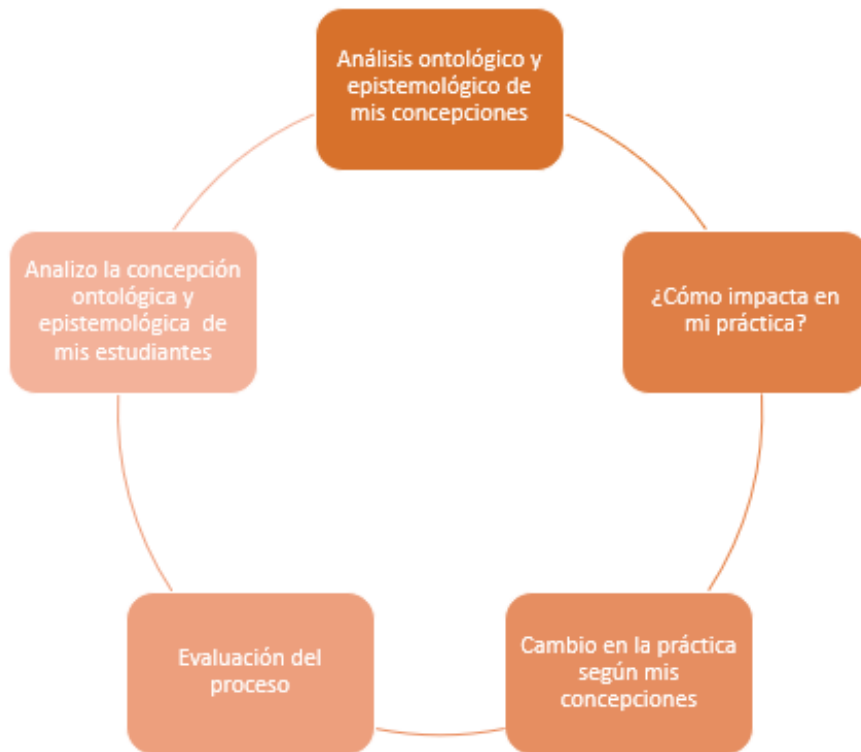 Análisis ontológico y
epistemológico de
mis concepciones
¿Cómo impacta en
mi práctica?
Cambio en la práctica
según mis
concepciones
Evaluación del
proceso
Analizo la concepción
ontológica y
epistemológica de
mis estudiantes